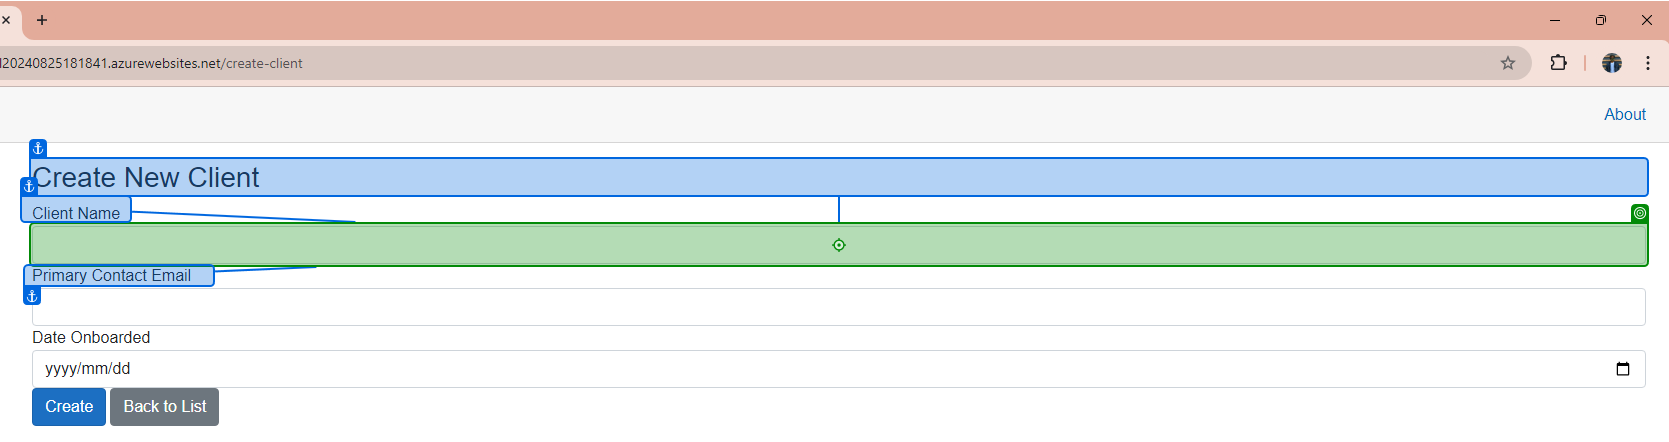 l20240825181841.azurewebsites.net/create-client
About
Create New Client
Client Name
Primary Contact Email
Date Onboarded
yyyy/mm/dd
Create Back to List